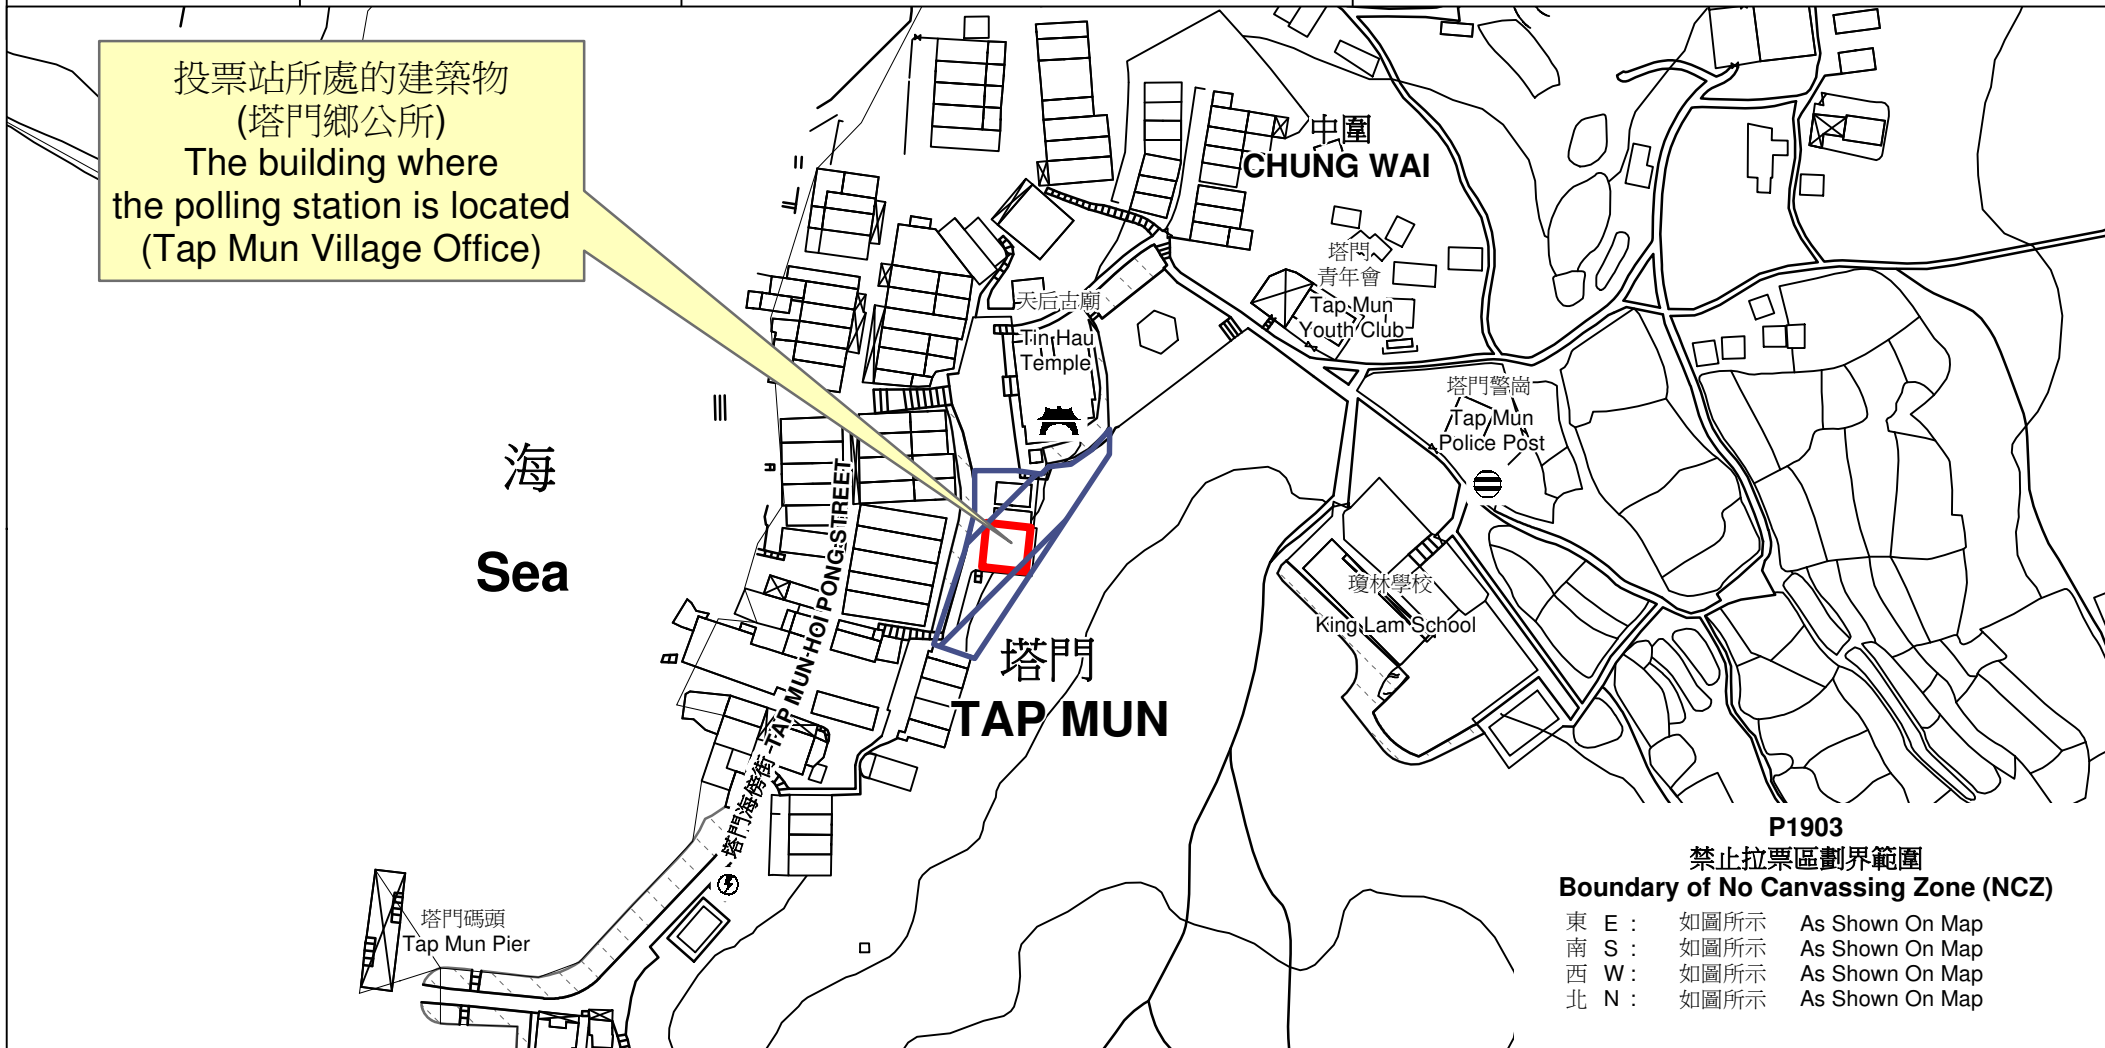 投票站所處的建築物
(塔門鄉公所)
The building where
the polling station is located
(Tap Mun Village Office)
中圍
CHUNG WAI
塔門
青年會
Tap Mun
Youth Club
天后古廟
Tin Hau
Temple
塔門警崗
Tap Mun
Police Post
海
Sea
塔門海傍街 TAP MUN HOI PONG STREET
瓊林學校
King Lam School
塔門
TAP MUN
塔門碼頭
Tap Mun Pier
P1903
禁止拉票區劃界範圍
Boundary of No Canvassing Zone (NCZ)
東 E : 如圖所示 As Shown On Map
南 S : 如圖所示 As Shown On Map
西 W : 如圖所示 As Shown On Map
北 N : 如圖所示 As Shown On Map